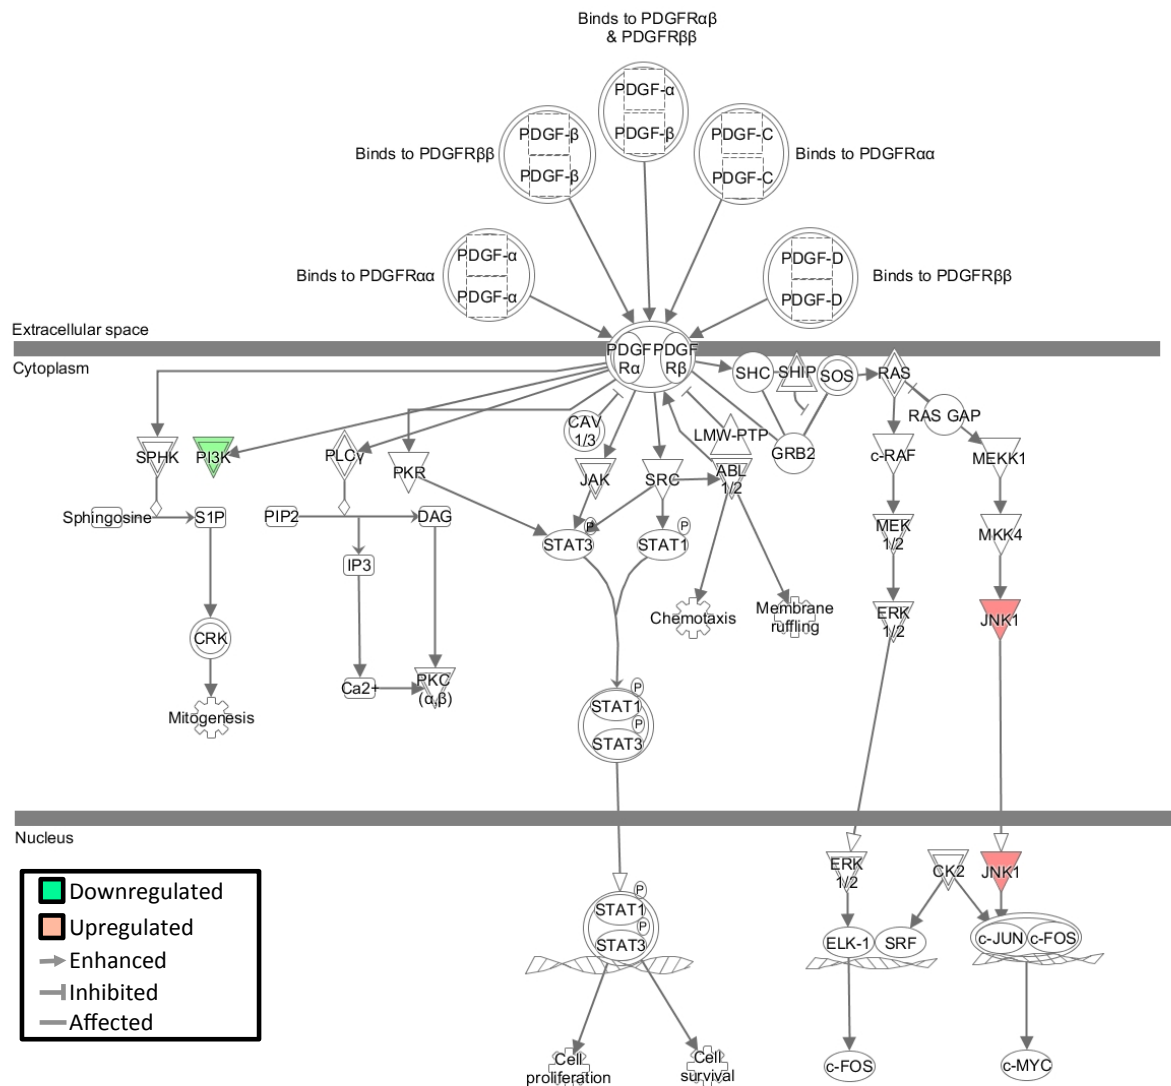 Binds to PDGFRαβ
& PDGFRββ
PDGF-α
PDGF-β
PDGF-β
PDGF-β
Binds to PDGFRββ
PDGF-C
PDGF-C
Binds to PDGFRαα
PDGF-α
PDGF-α
Binds to PDGFRαα
PDGF-D
PDGF-D
Binds to PDGFRββ
Extracellular space
Cytoplasm
PDGF
Rα
PDGF
Rβ
SHC
SHIP
SOS
RAS
RAS GAP
CAV
1/3
LMW-PTP
GRB2
SPHK
PI3K
PLCγ
PKR
JAK
SRC
ABL
1/2
c-RAF
MEKK1
Sphingosine
S1P
PIP2
DAG
P
STAT3
P
STAT1
MEK
1/2
MKK4
IP3
Chemotaxis
Membrane
ruffling
ERK
1/2
JNK1
CRK
Ca2+
PKC
(α,β)
Mitogenesis
P
STAT1
P
STAT3
Nucleus
ERK
1/2
CK2
JNK1
P
STAT1
P
STAT3
ELK-1
SRF
c-JUN
c-FOS
Cell
proliferation
Cell
survival
c-FOS
c-MYC
Downregulated
Upregulated
Enhanced
Inhibited
Affected